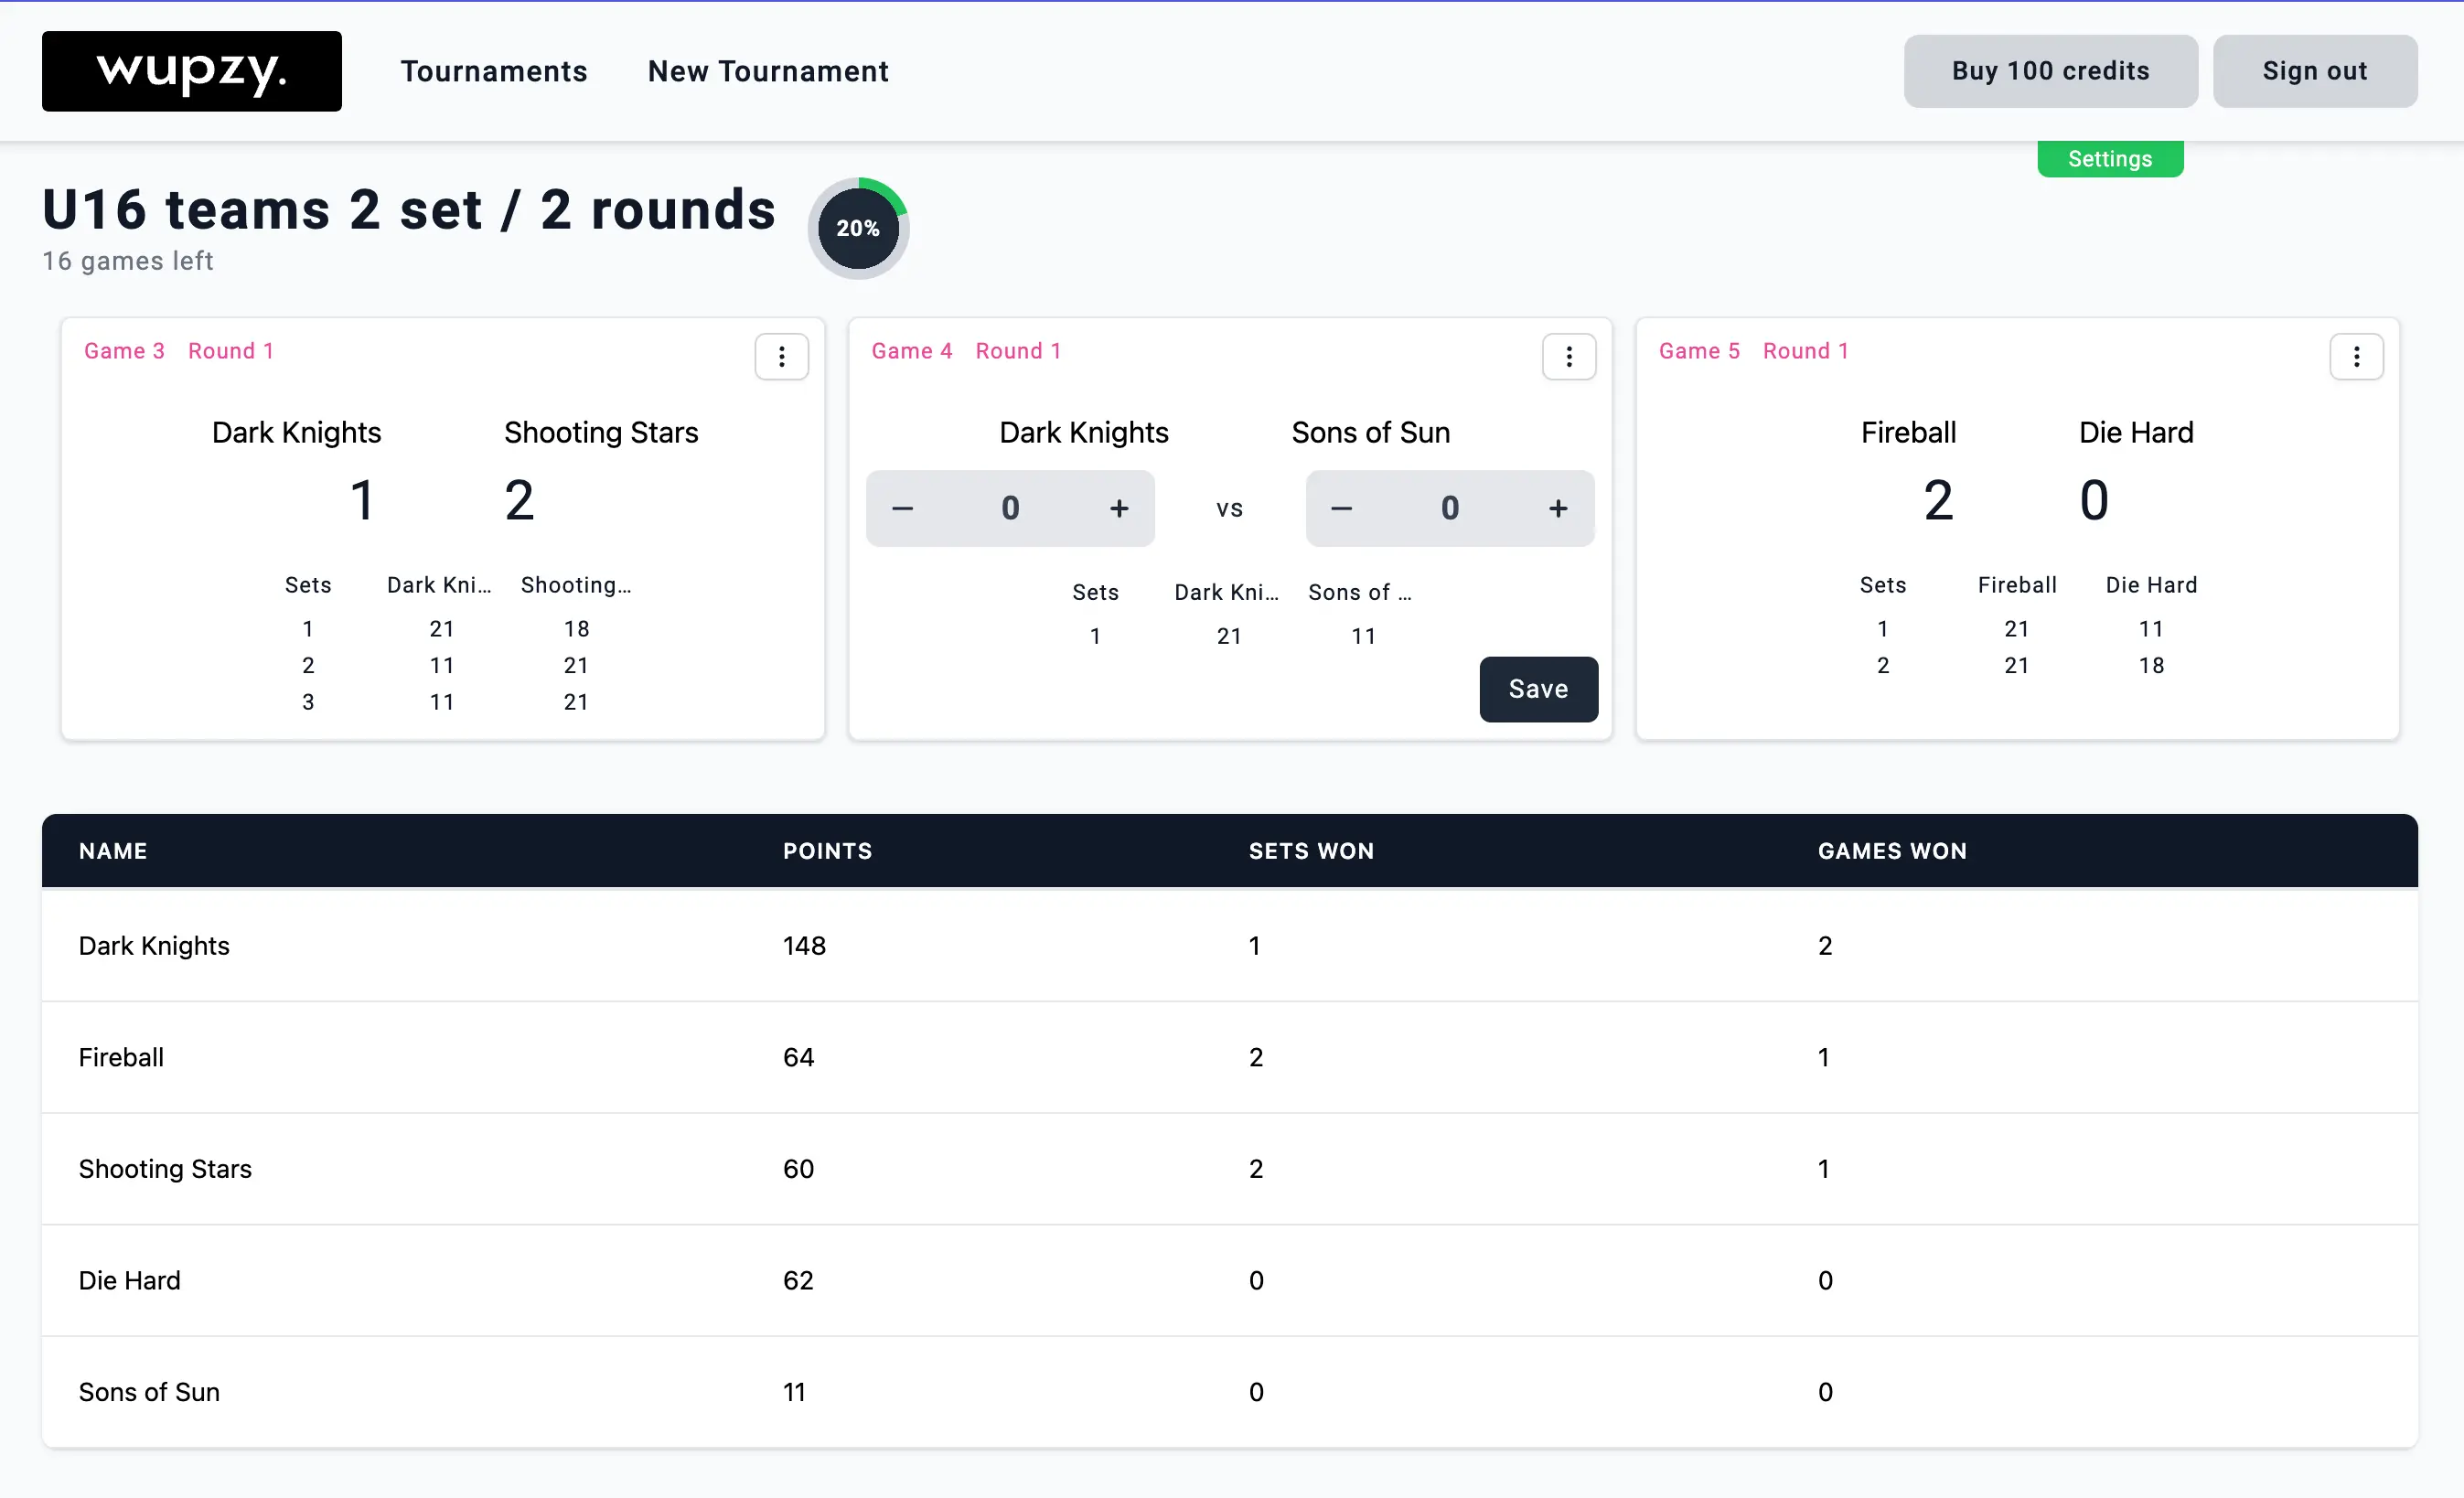 wupzy.
Tournaments
New Tournament
Buy 100 credits
Sign out
Settings
U16 teams 2 set / 2 rounds
20%
16 games left
Game 3 Round 1
Dark Knights Shooting Stars
1 2
Sets Dark Kni... Shooting...
1 21 18
2 11 21
3 11 21
Game 4 Round 1
Dark Knights Sons of Sun
− 0 + vs − 0 +
Sets Dark Kni... Sons of ...
1 21 11
Save
Game 5 Round 1
Fireball Die Hard
2 0
Sets Fireball Die Hard
1 21 11
2 21 18
NAME POINTS SETS WON GAMES WON
Dark Knights 148 1 2
Fireball 64 2 1
Shooting Stars 60 2 1
Die Hard 62 0 0
Sons of Sun 11 0 0